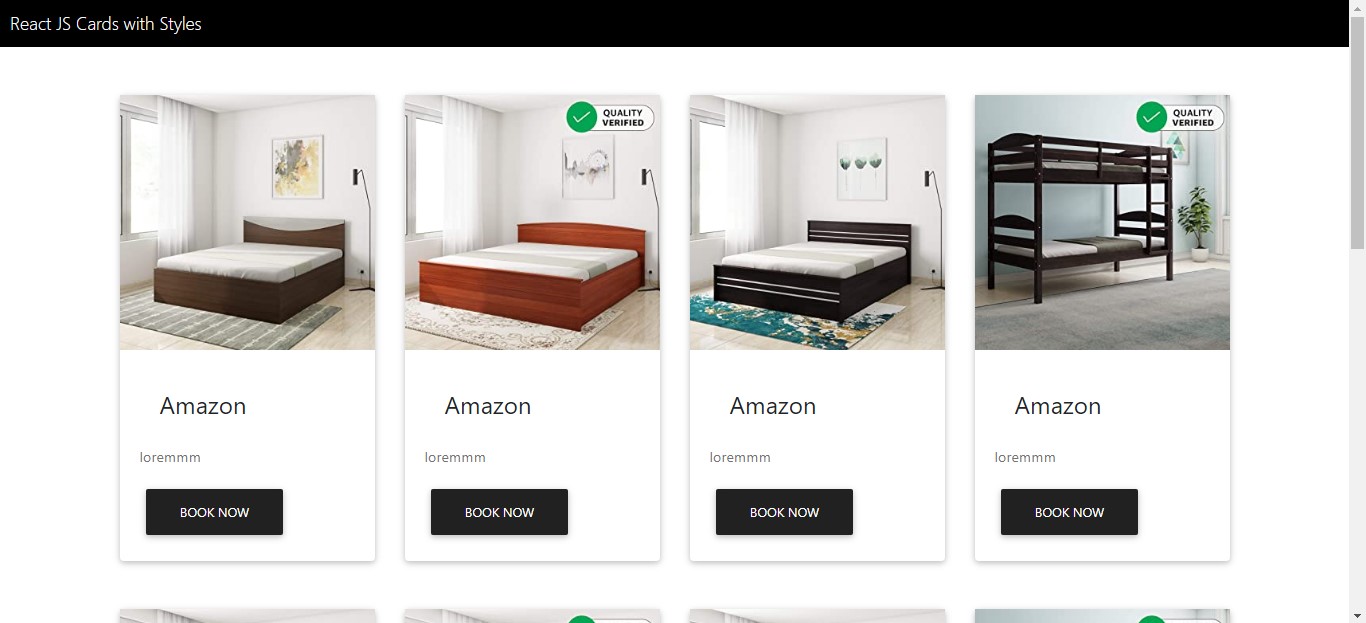 React JS Cards with Styles
QUALITY
VERIFIED
QUALITY
VERIFIED
Amazon
Amazon
Amazon
Amazon
loremmm
loremmm
loremmm
loremmm
BOOK NOW
BOOK NOW
BOOK NOW
BOOK NOW